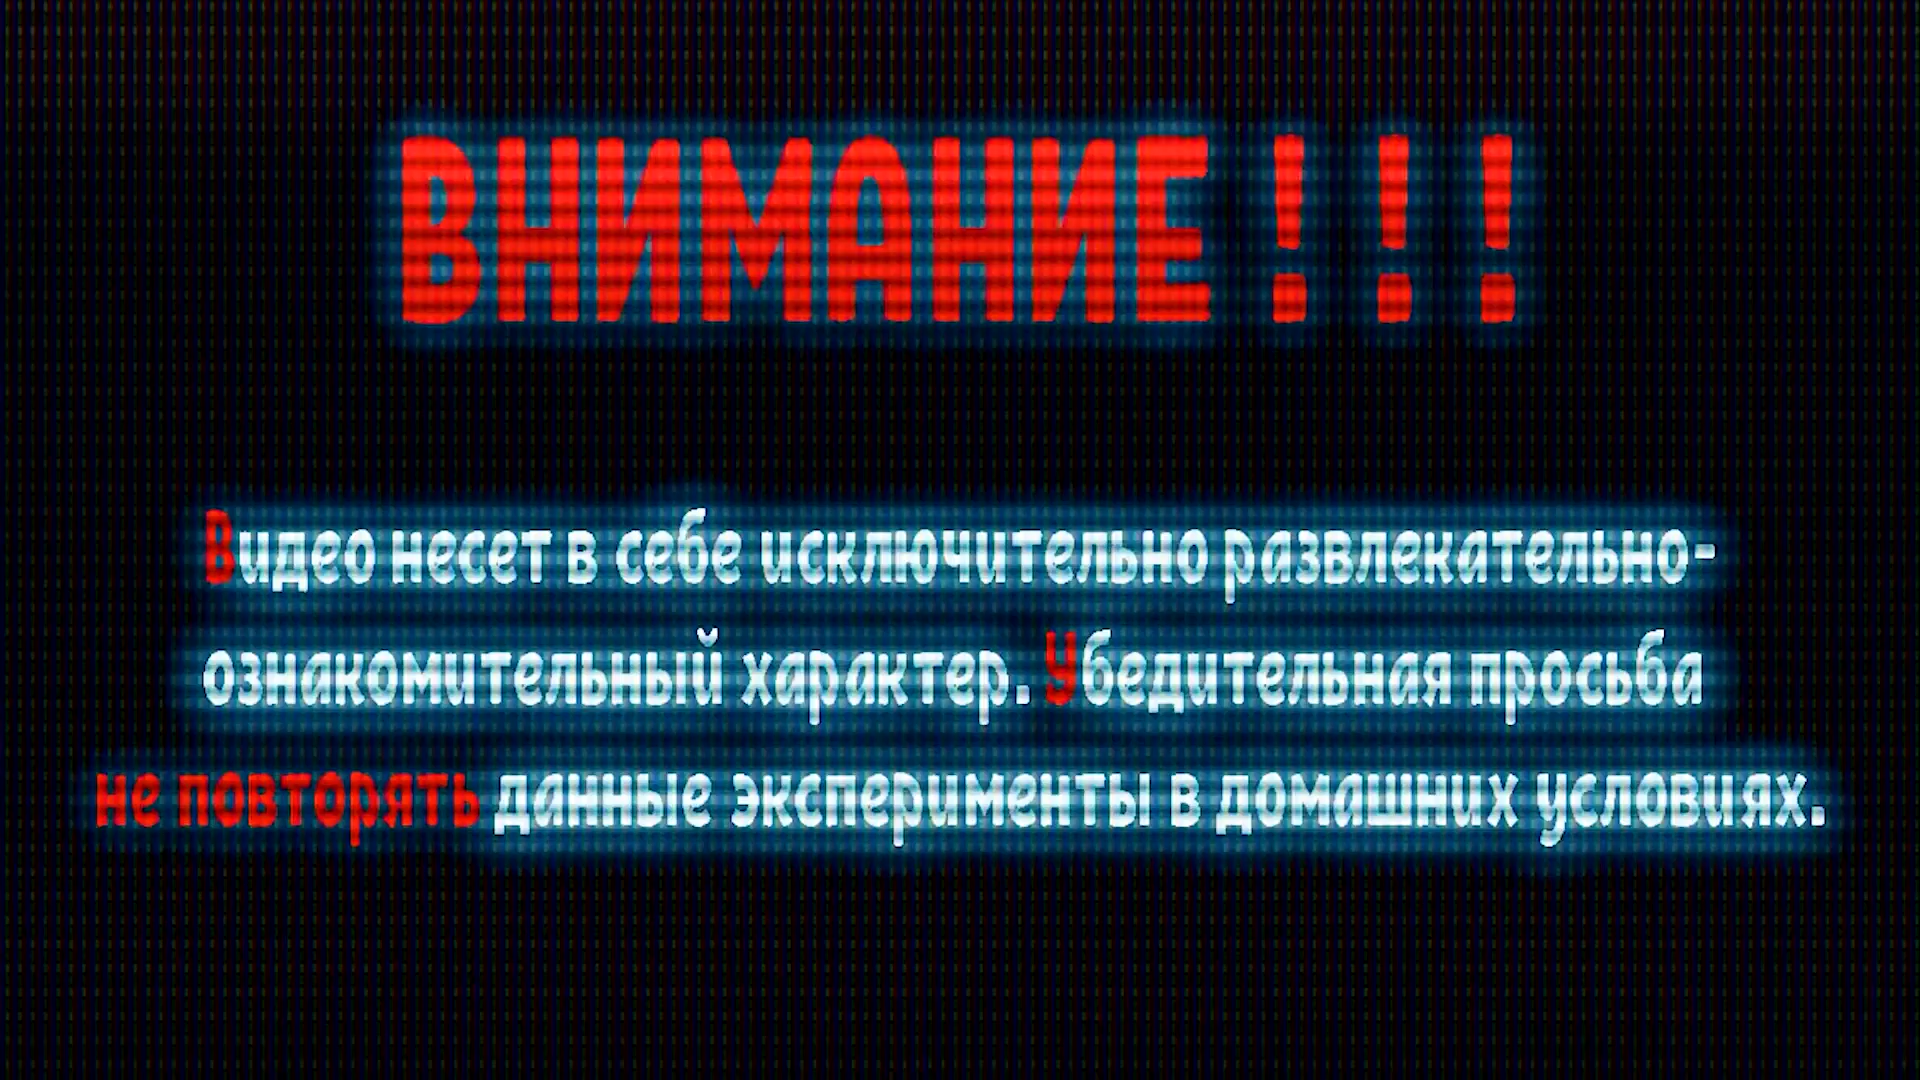 ВНИМАНИЕ ! ! !
Видео несет в себе исключительно развлекательно-
ознакомительный характер. Убедительная просьба
не повторять данные эксперименты в домашних условиях.